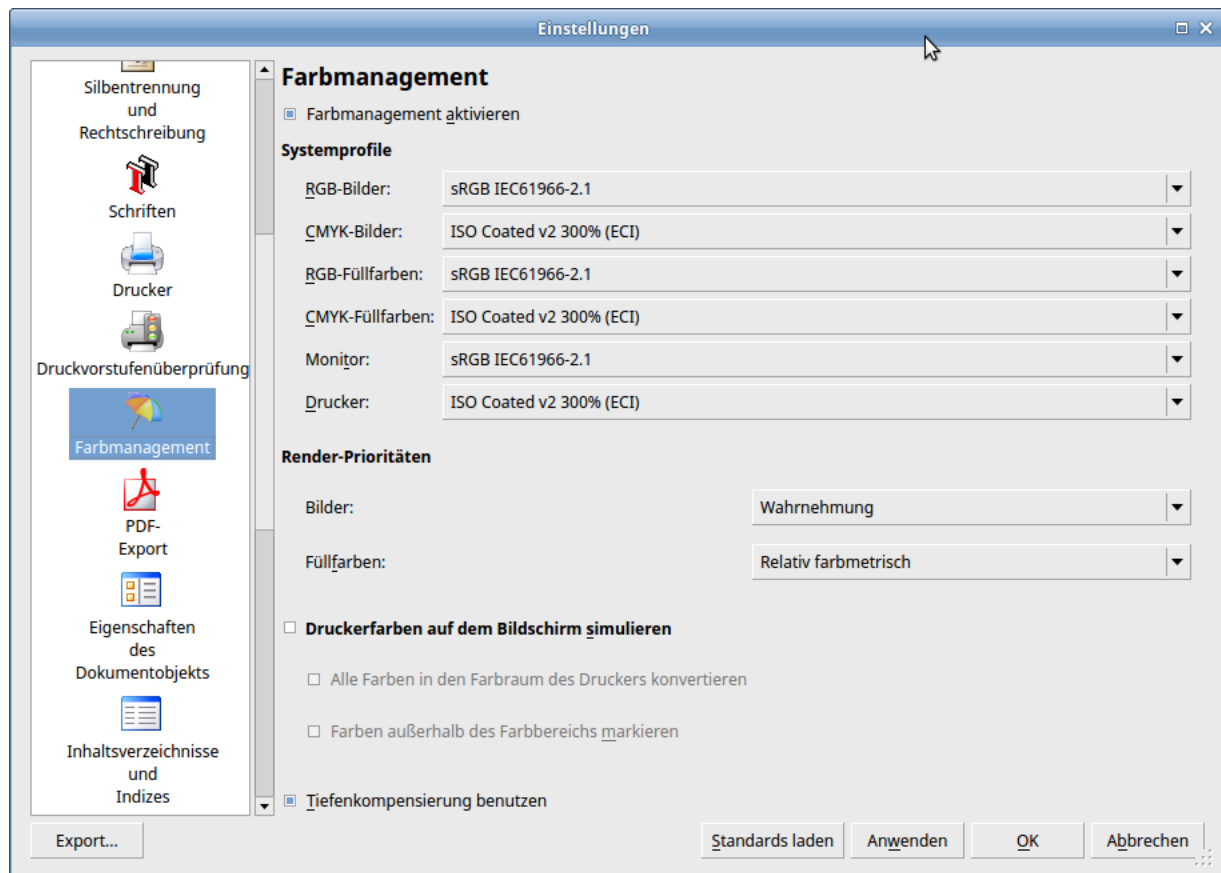 Einstellungen
Silbentrennung
und
Rechtschreibung
Schriften
Drucker
Druckvorstufenüberprüfung
Farbmanagement
PDF-
Export
Eigenschaften
des
Dokumentobjekts
Inhaltsverzeichnisse
und
Indizes
Farbmanagement
Farbmanagement aktivieren
Systemprofile
RGB-Bilder: sRGB IEC61966-2.1
CMYK-Bilder: ISO Coated v2 300% (ECI)
RGB-Füllfarben: sRGB IEC61966-2.1
CMYK-Füllfarben: ISO Coated v2 300% (ECI)
Monitor: sRGB IEC61966-2.1
Drucker: ISO Coated v2 300% (ECI)
Render-Prioritäten
Bilder: Wahrnehmung
Füllfarben: Relativ farbmetrisch
Druckerfarben auf dem Bildschirm simulieren
Alle Farben in den Farbraum des Druckers konvertieren
Farben außerhalb des Farbbereichs markieren
Tiefenkompensierung benutzen
Export... Standards laden Anwenden OK Abbrechen